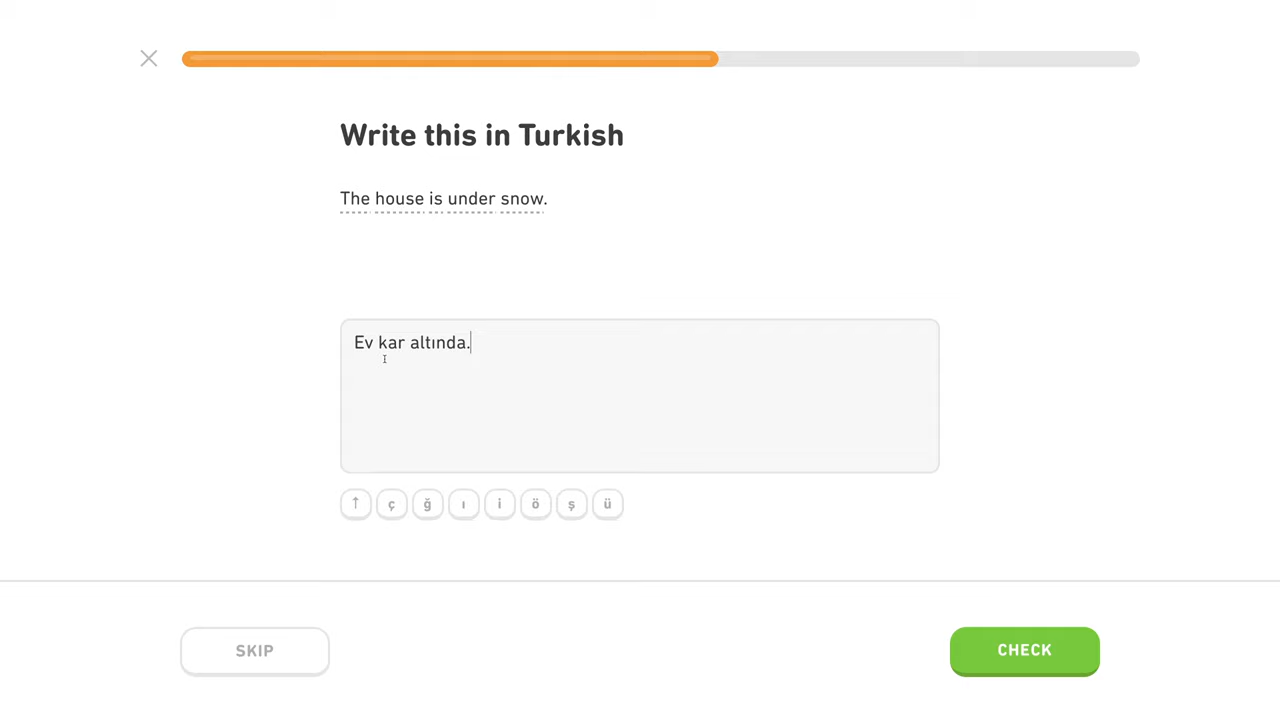 Write this in Turkish
The house is under snow.
Ev kar altında.
↑ ç ğ ı i ö ş ü
SKIP
CHECK